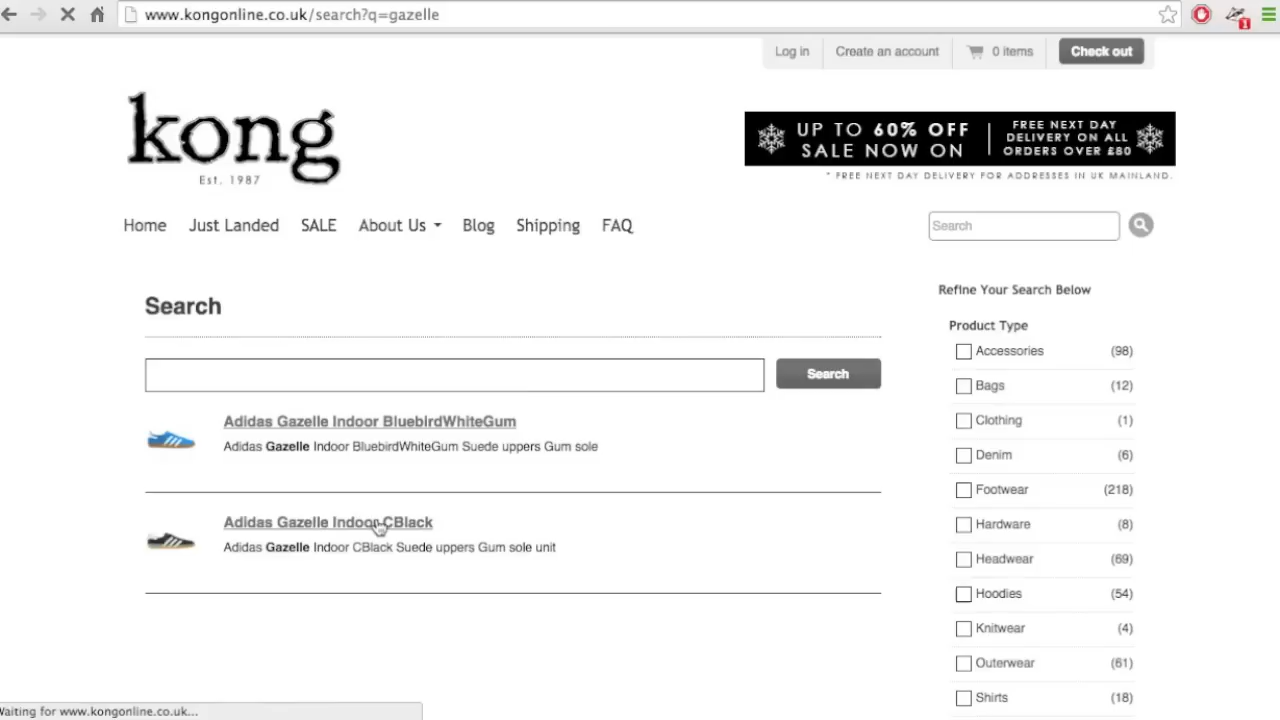 www.kongonline.co.uk/search?q=gazelle
1
Log in
Create an account
0 items
Check out
kong
Est. 1987
UP TO 60% OFF
SALE NOW ON
FREE NEXT DAY
DELIVERY ON ALL
ORDERS OVER £80
* FREE NEXT DAY DELIVERY FOR ADDRESSES IN UK MAINLAND.
Home
Just Landed
SALE
About Us
Blog
Shipping
FAQ
Search
Search
Search
Adidas Gazelle Indoor BluebirdWhiteGum
Adidas Gazelle Indoor BluebirdWhiteGum Suede uppers Gum sole
Adidas Gazelle Indoor CBlack
Adidas Gazelle Indoor CBlack Suede uppers Gum sole unit
Refine Your Search Below
Product Type
Accessories (98)
Bags (12)
Clothing (1)
Denim (6)
Footwear (218)
Hardware (8)
Headwear (69)
Hoodies (54)
Knitwear (4)
Outerwear (61)
Shirts (18)
Waiting for www.kongonline.co.uk...